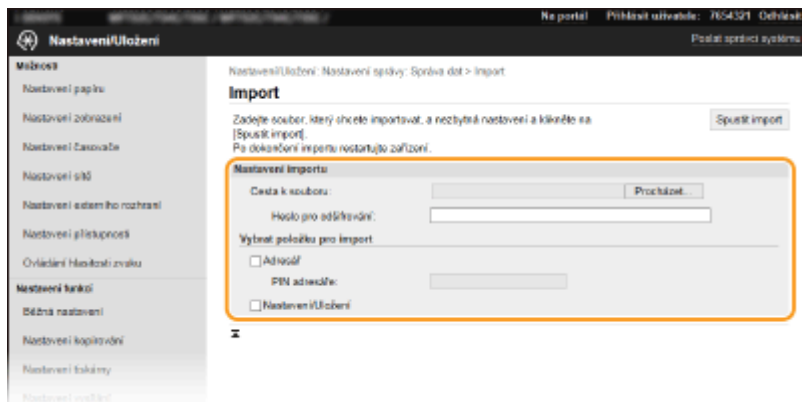 Na portál Přihlásit uživatele: 7654321 Odhlásit
Nastavení/Uložení
Poslat správci systému
Možnosti
Nastavení papíru
Nastavení zobrazení
Nastavení časovače
Nastavení sítě
Nastavení externího rozhraní
Nastavení přístupnosti
Ovládání hlasitosti zvuku
Nastavení funkcí
Běžná nastavení
Nastavení kopírování
Nastavení tiskárny
Nastavení/Uložení: Nastavení správy: Správa dat > Import
Import
Zadejte soubor, který chcete importovat, a nezbytná nastavení a klikněte na
[Spustit import].
Po dokončení importu restartujte zařízení.
Spustit import
Nastavení importu
Cesta k souboru:
Procházet...
Heslo pro odšifrování:
Vybrat položku pro import
Adresář
PIN adresáře:
Nastavení/Uložení